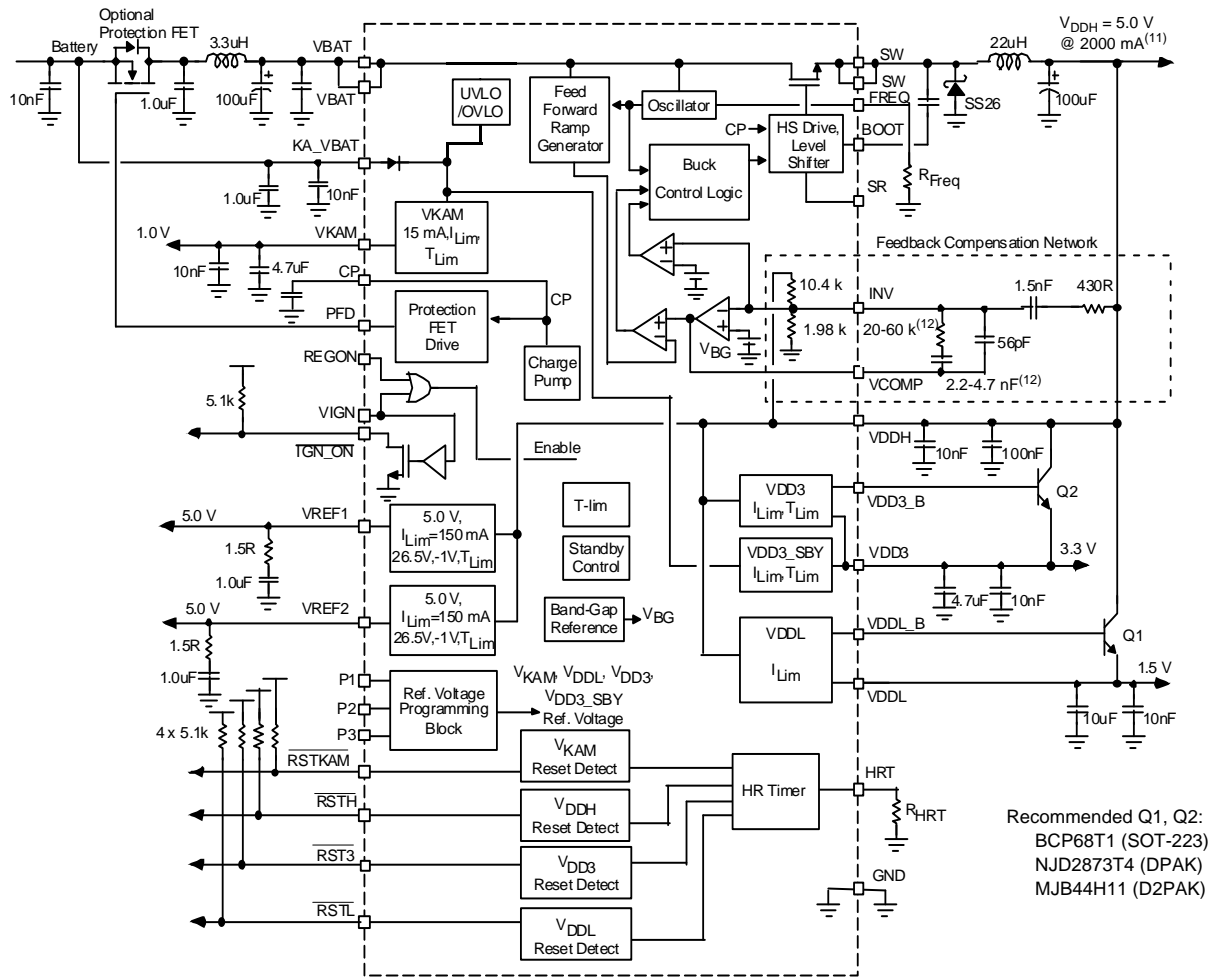 Optional
Protection FET
Battery
3.3uH
VBAT
10nF
1.0uF
100uF
VBAT
UVLO
/OVLO
Feed
Forward
Ramp
Generator
Oscillator
CP
HS Drive,
Level
Shifter
Buck
Control Logic
SW
SW
FREQ
BOOT
SR
22uH
V_DDH = 5.0 V
@ 2000 mA(11)
SS26
100uF
R_Freq
KA_VBAT
1.0uF
10nF
VKAM
15 mA,I_Lim,
T_Lim
1.0 V
VKAM
10nF
4.7uF
CP
CP
PFD
Protection
FET
Drive
Charge
Pump
REGON
VIGN
5.1k
IGN_ON
Enable
V_BG
10.4 k
1.98 k
Feedback Compensation Network
INV
1.5nF
430R
20-60 k(12)
56pF
VCOMP
2.2-4.7 nF(12)
VDDH
10nF
100nF
Q2
VDD3
I_Lim,T_Lim
VDD3_B
VDD3_SBY
I_Lim,T_Lim
VDD3
3.3 V
4.7uF
10nF
VDDL
I_Lim
VDDL_B
Q1
VDDL
1.5 V
10uF
10nF
5.0 V
VREF1
5.0 V,
I_Lim=150 mA
26.5V,-1V,T_Lim
1.5R
1.0uF
5.0 V
VREF2
5.0 V,
I_Lim=150 mA
26.5V,-1V,T_Lim
1.5R
1.0uF
T-lim
Standby
Control
Band-Gap
Reference
V_BG
P1
P2
P3
Ref. Voltage
Programming
Block
V_KAM, V_DDL, V_DD3,
V_DD3_SBY
Ref. Voltage
4 x 5.1k
RSTKAM
V_KAM
Reset Detect
RSTH
V_DDH
Reset Detect
RST3
V_DD3
Reset Detect
RSTL
V_DDL
Reset Detect
HR Timer
HRT
R_HRT
GND
Recommended Q1, Q2:
BCP68T1 (SOT-223)
NJD2873T4 (DPAK)
MJB44H11 (D2PAK)